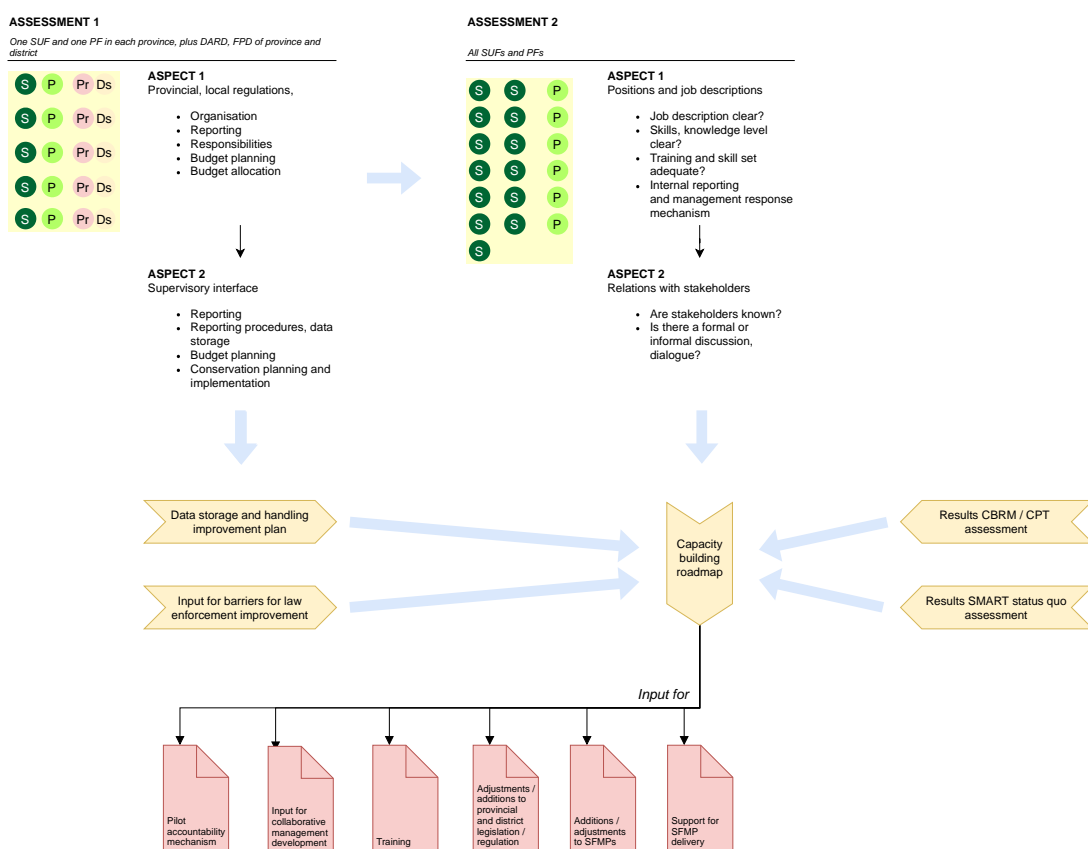 ASSESSMENT 1
One SUF and one PF in each province, plus DARD, FPD of province and
district
S P Pr Ds
S P Pr Ds
S P Pr Ds
S P Pr Ds
S P Pr Ds
ASPECT 1
Provincial, local regulations,
• Organisation
• Reporting
• Responsibilities
• Budget planning
• Budget allocation
ASPECT 2
Supervisory interface
• Reporting
• Reporting procedures, data
storage
• Budget planning
• Conservation planning and
implementation
ASSESSMENT 2
All SUFs and PFs
S S P
S S P
S S P
S S P
S S P
S S P
S
ASPECT 1
Positions and job descriptions
• Job description clear?
• Skills, knowledge level
clear?
• Training and skill set
adequate?
• Internal reporting
and management response
mechanism
ASPECT 2
Relations with stakeholders
• Are stakeholders known?
• Is there a formal or
informal discussion,
dialogue?
Data storage and handling
improvement plan
Input for barriers for law
enforcement improvement
Capacity
building
roadmap
Results CBRM / CPT
assessment
Results SMART status quo
assessment
Input for
Pilot
accountability
mechanism
Input for
collaborative
management
development
Training
Adjustments /
additions to
provincial
and district
legislation /
regulation
Additions /
adjustments
to SFMPs
Support for
SFMP
delivery